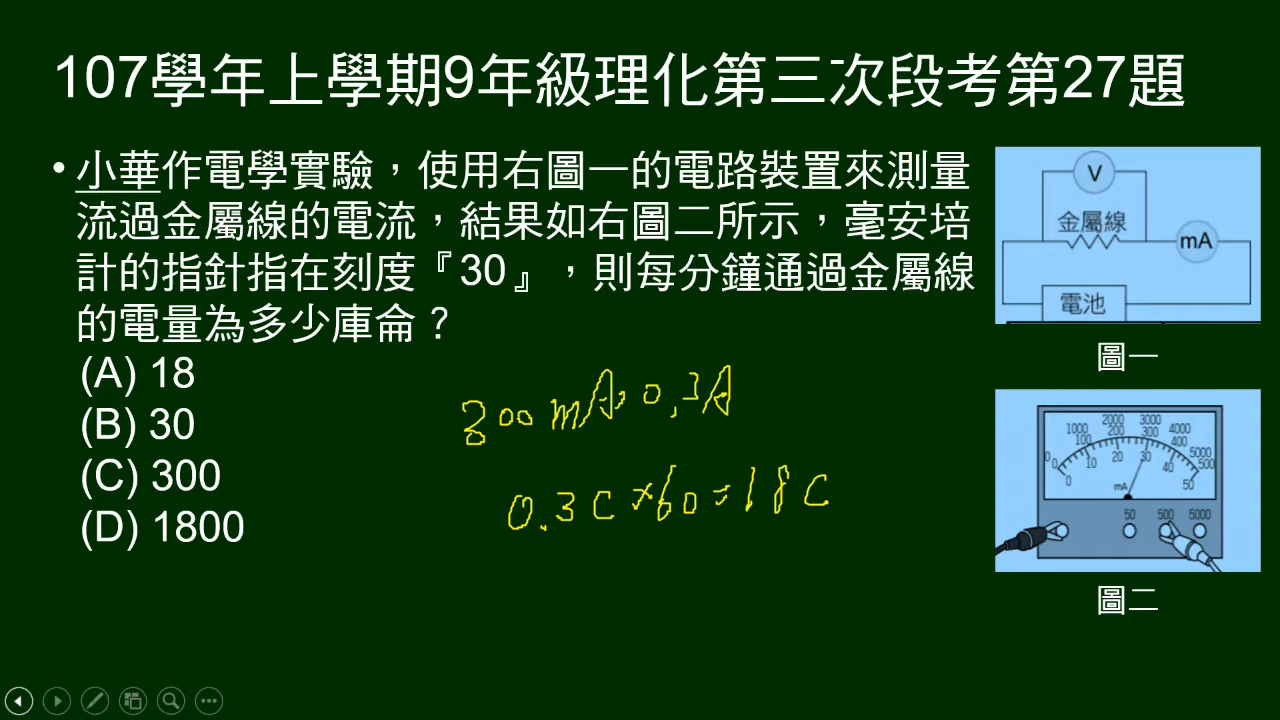 107學年上學期9年級理化第三次段考第27題
• 小華作電學實驗，使用右圖一的電路裝置來測量
流過金屬線的電流，結果如右圖二所示，毫安培
計的指針指在刻度『30』，則每分鐘通過金屬線
的電量為多少庫侖？
(A) 18
(B) 30
(C) 300
(D) 1800
300mA=0.3A
0.3C×60=18C
V
金屬線
mA
電池
圖一
2000 3000
1000 200 300 4000
100 400
0 5000
0 10 20 30 40 500
0 50
mA
50 500 5000
圖二